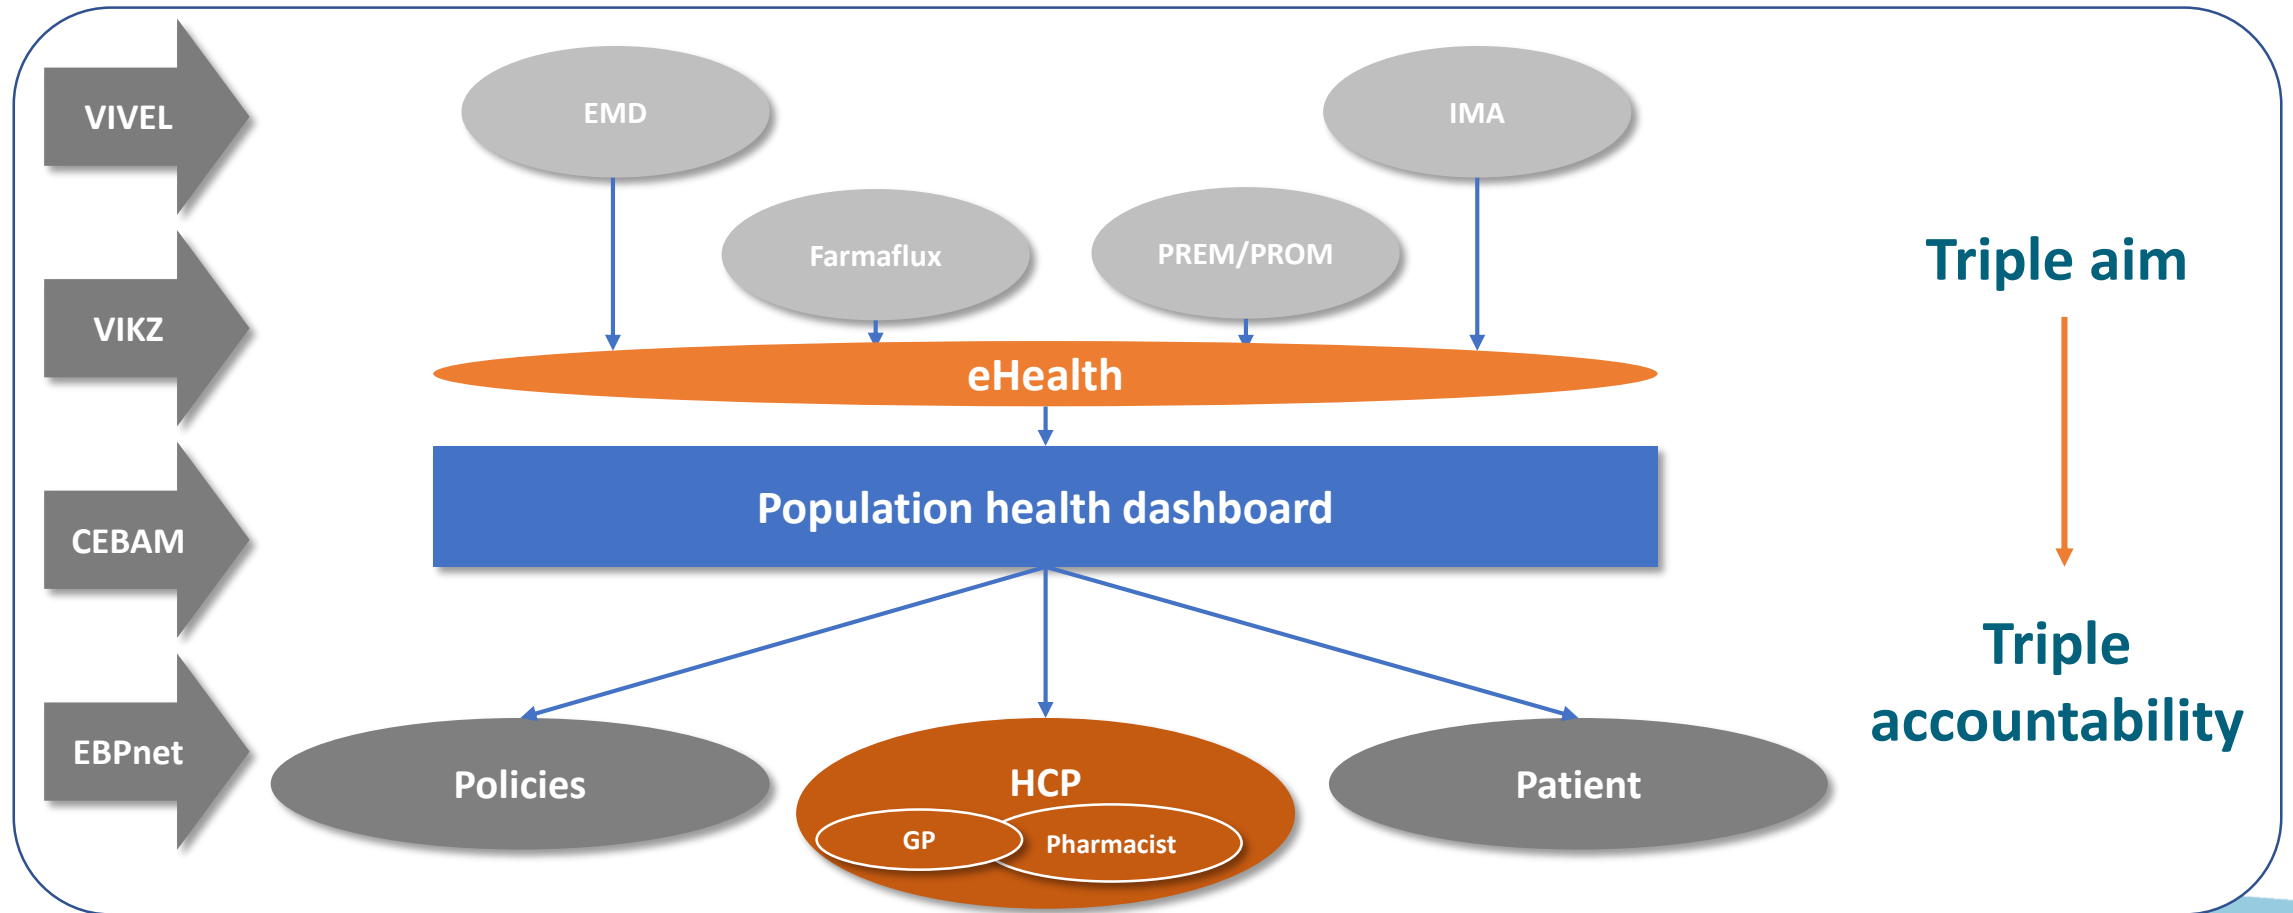 VIVEL
VIKZ
CEBAM
EBPnet
EMD
IMA
Farmaflux
PREM/PROM
eHealth
Population health dashboard
Policies
HCP
GP
Pharmacist
Patient
Triple aim
Triple
accountability